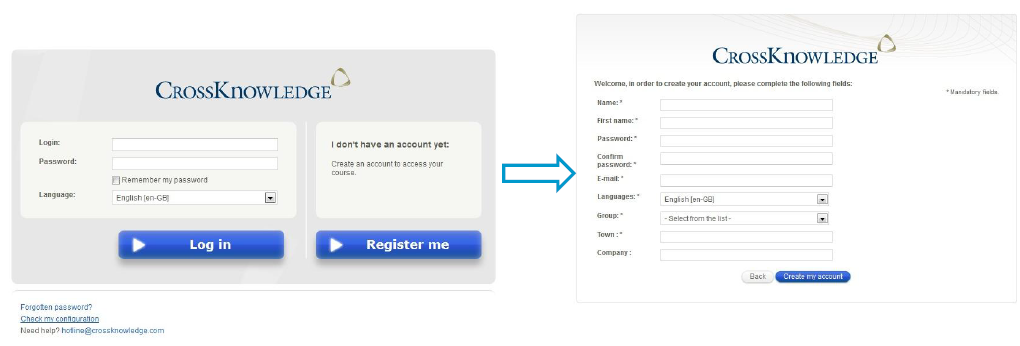 CROSSKNOWLEDGE
Login:
Password:
Remember my password
Language: English [en-GB]
I don't have an account yet:
Create an account to access your
course.
Log in
Register me
Forgotten password?
Check my configuration
Need help? hotline@crossknowledge.com
CROSSKNOWLEDGE
Welcome, in order to create your account, please complete the following fields:
* Mandatory fields.
Name: *
First name: *
Password: *
Confirm
password: *
E-mail: *
Languages: * English [en-GB]
Group: * - Select from the list -
Town : *
Company :
Back Create my account